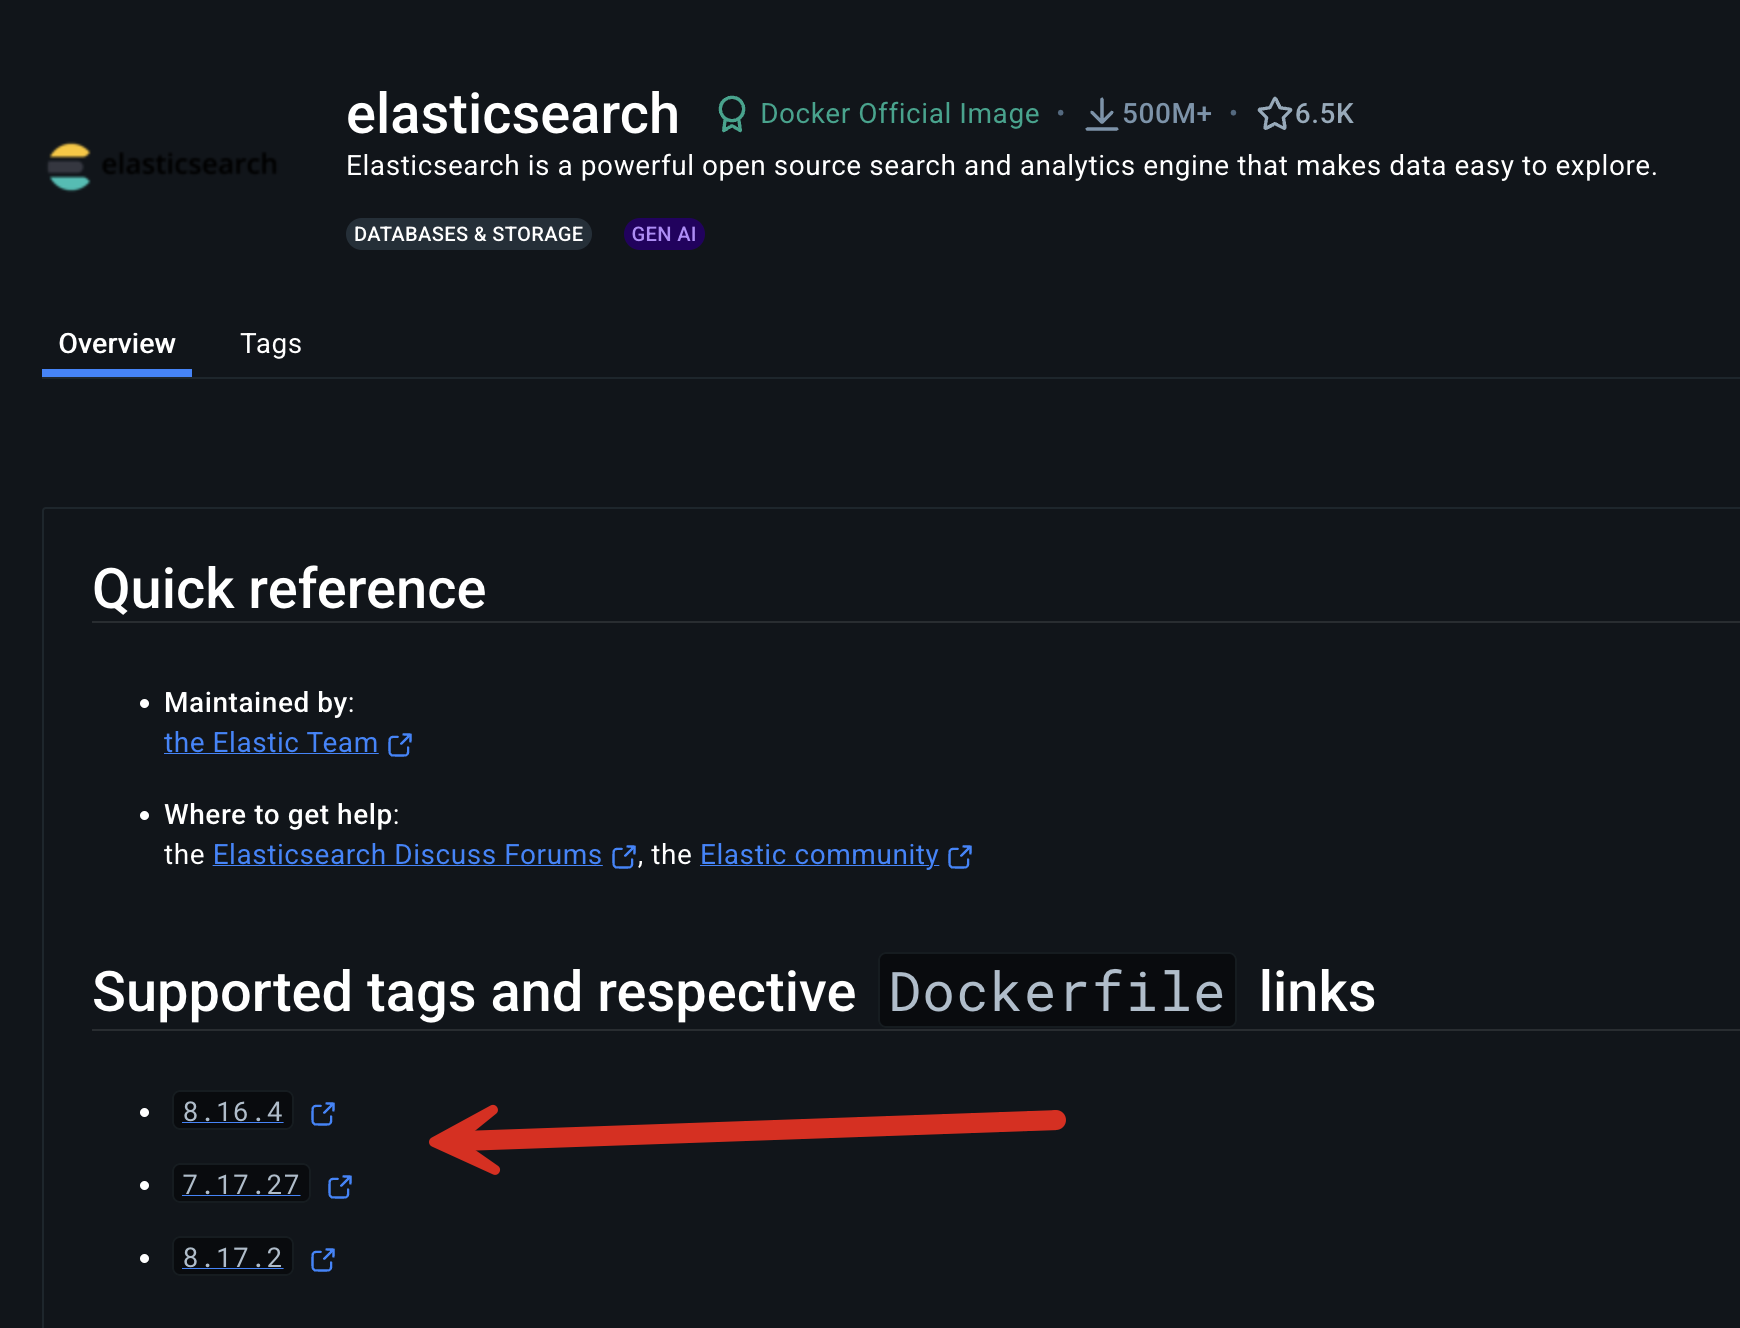 elasticsearch
elasticsearch Docker Official Image · 500M+ · 6.5K
Elasticsearch is a powerful open source search and analytics engine that makes data easy to explore.
DATABASES & STORAGE GEN AI
Overview Tags
Quick reference
• Maintained by:
the Elastic Team
• Where to get help:
the Elasticsearch Discuss Forums, the Elastic community
Supported tags and respective Dockerfile links
• 8.16.4
• 7.17.27
• 8.17.2